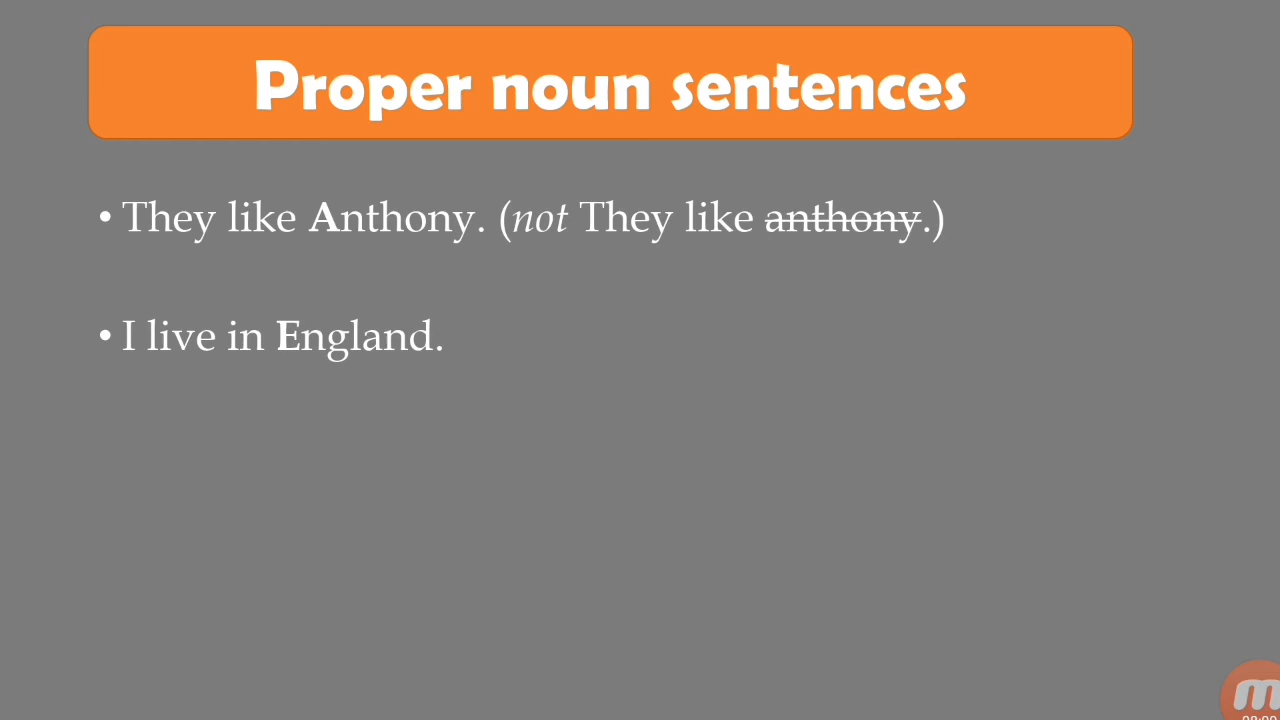 Proper noun sentences
• They like Anthony. (not They like anthony.)
• I live in England.